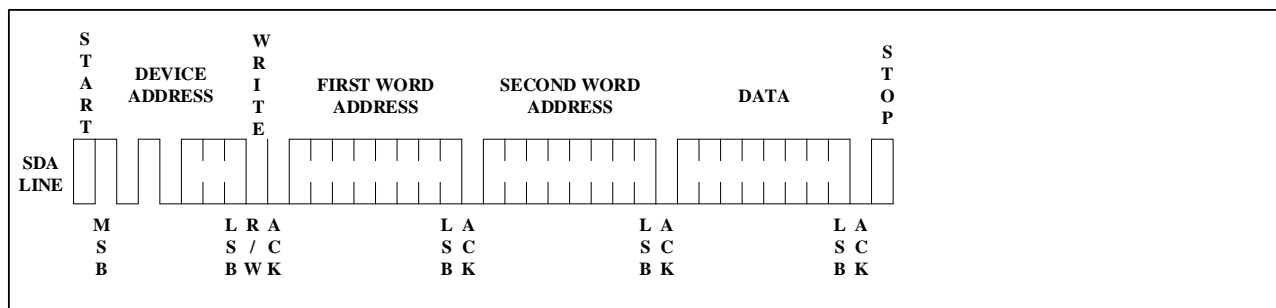 START
WRITE
STOP
DEVICE
ADDRESS
FIRST WORD
ADDRESS
SECOND WORD
ADDRESS
DATA
SDA
LINE
MSB
LSB
R/W
ACK
LSB
ACK
LSB
ACK
LSB
ACK